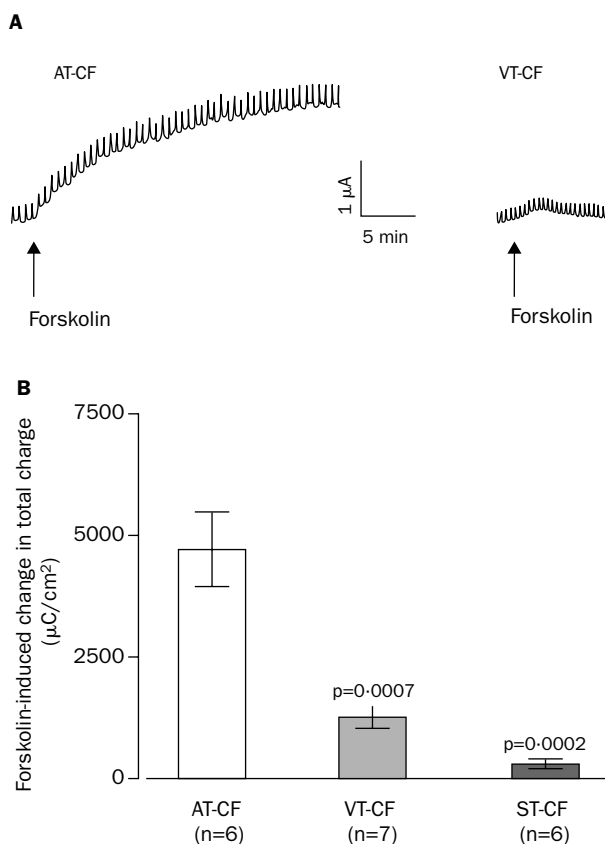 A
AT-CF
VT-CF
1 μA
5 min
Forskolin
Forskolin
B
Forskolin-induced change in total charge
(μC/cm²)
7500
5000
2500
0
p=0·0007
p=0·0002
AT-CF
(n=6)
VT-CF
(n=7)
ST-CF
(n=6)